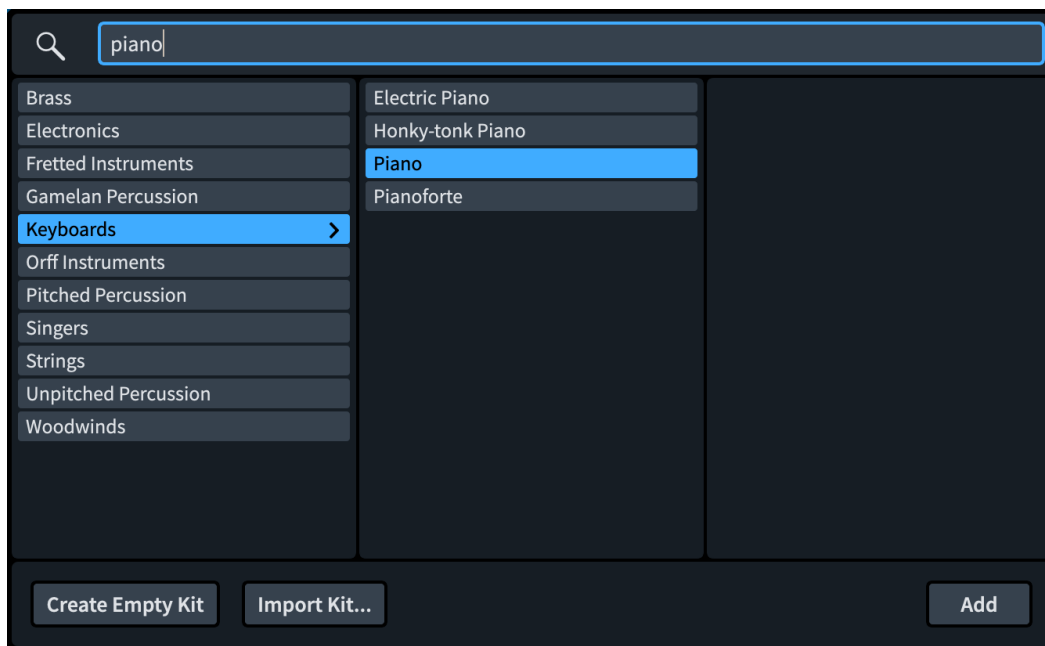 piano
Brass
Electronics
Fretted Instruments
Gamelan Percussion
Keyboards
Orff Instruments
Pitched Percussion
Singers
Strings
Unpitched Percussion
Woodwinds
Electric Piano
Honky-tonk Piano
Piano
Pianoforte
Create Empty Kit
Import Kit...
Add